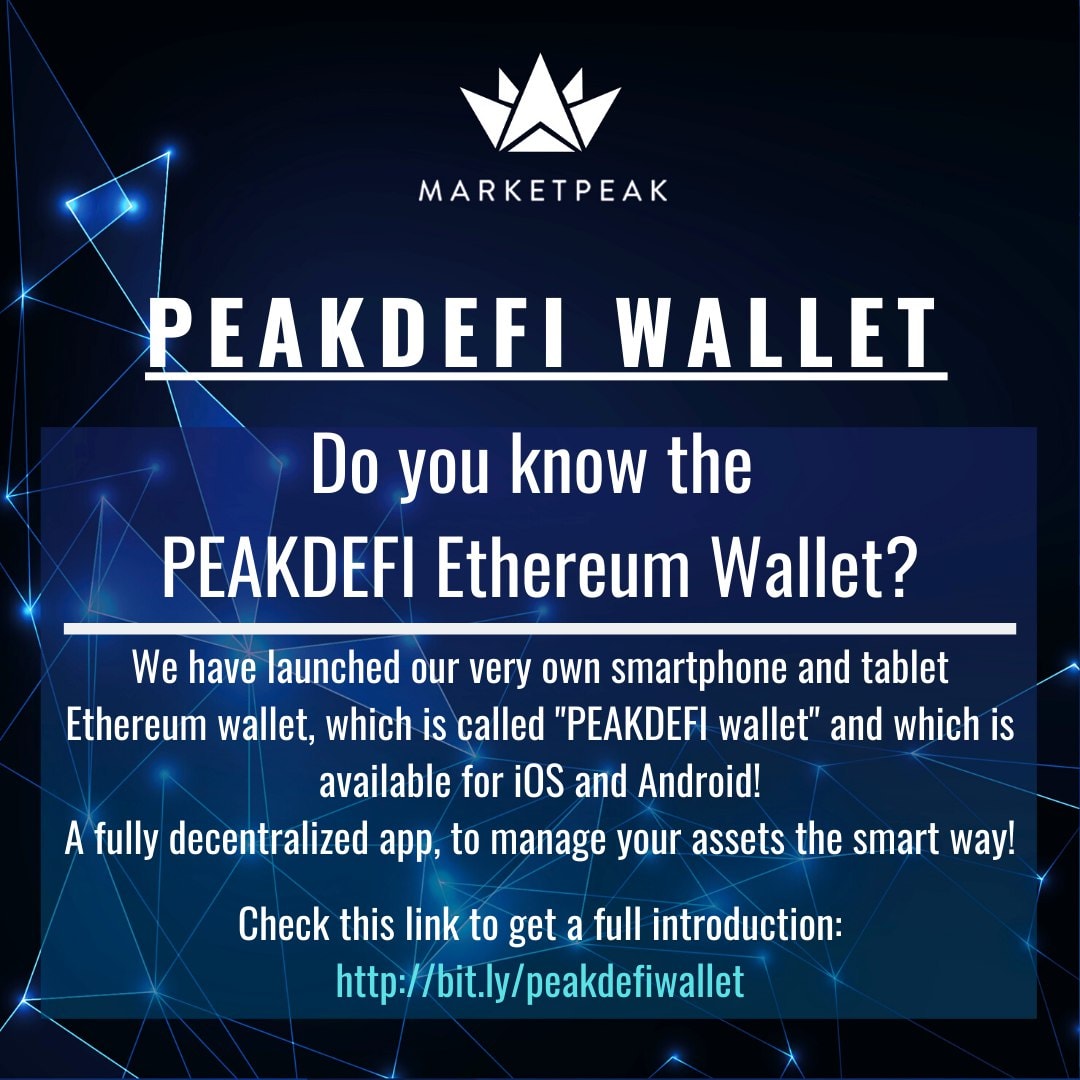 MARKETPEAK
PEAKDEFI WALLET
Do you know the
PEAKDEFI Ethereum Wallet?
We have launched our very own smartphone and tablet
Ethereum wallet, which is called "PEAKDEFI wallet" and which is
available for iOS and Android!
A fully decentralized app, to manage your assets the smart way!
Check this link to get a full introduction:
http://bit.ly/peakdefiwallet